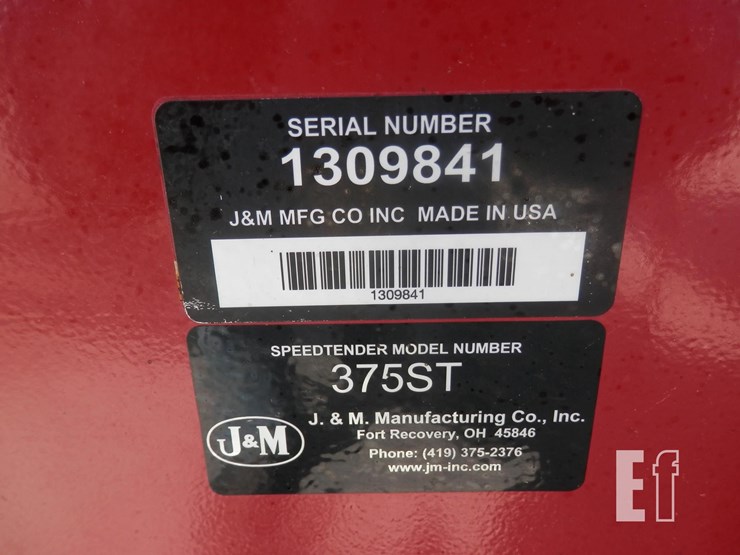 SERIAL NUMBER
1309841
J&M MFG CO INC MADE IN USA
1309841
SPEEDTENDER MODEL NUMBER
375ST
J&M
J. & M. Manufacturing Co., Inc.
Fort Recovery, OH 45846
Phone: (419) 375-2376
www.jm-inc.com
Ef